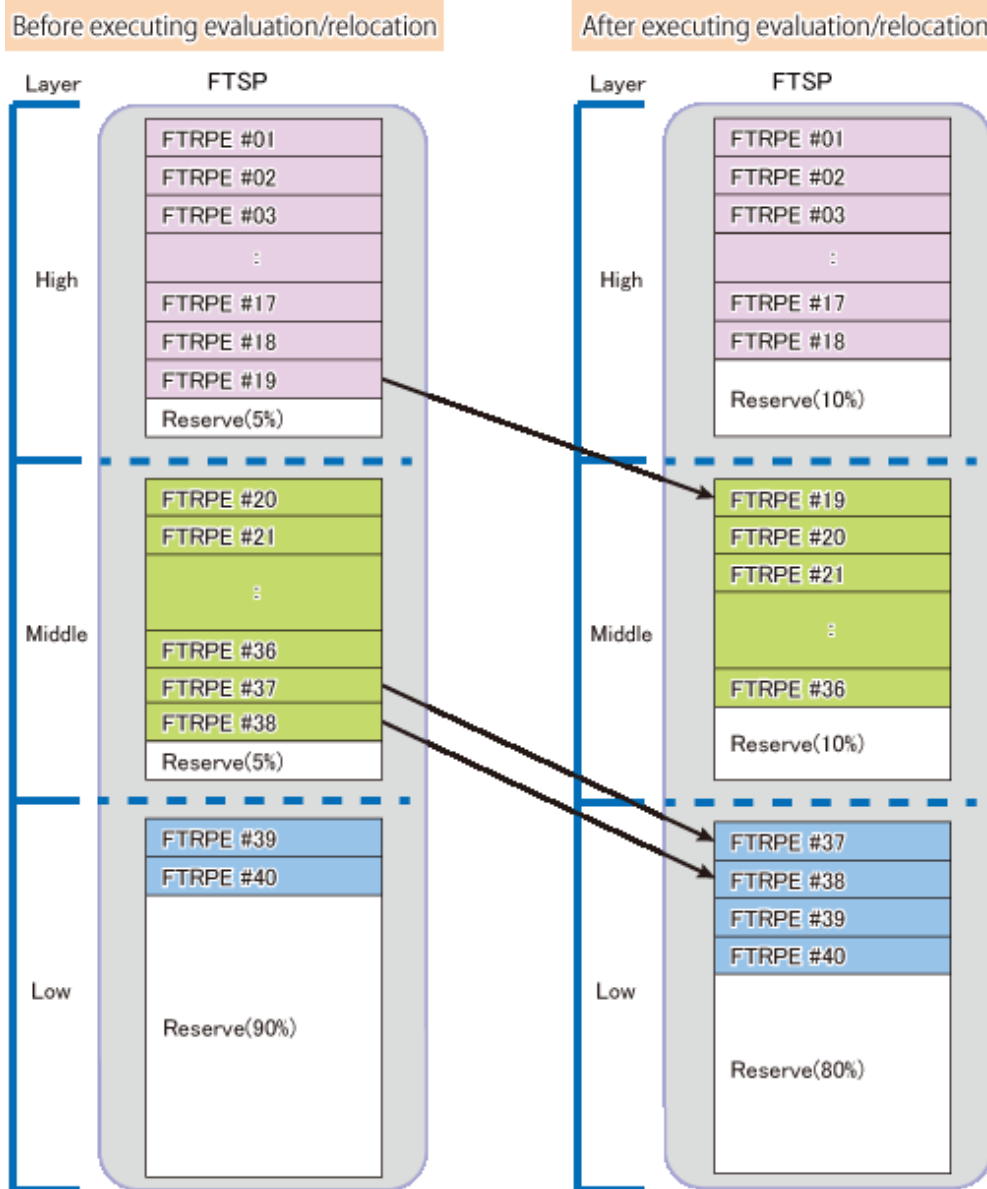 Before executing evaluation/relocation
Layer
FTSP
High
FTRPE #01
FTRPE #02
FTRPE #03
:
FTRPE #17
FTRPE #18
FTRPE #19
Reserve(5%)
Middle
FTRPE #20
FTRPE #21
:
FTRPE #36
FTRPE #37
FTRPE #38
Reserve(5%)
Low
FTRPE #39
FTRPE #40
Reserve(90%)
After executing evaluation/relocation
Layer
FTSP
High
FTRPE #01
FTRPE #02
FTRPE #03
:
FTRPE #17
FTRPE #18
Reserve(10%)
Middle
FTRPE #19
FTRPE #20
FTRPE #21
:
FTRPE #36
Reserve(10%)
Low
FTRPE #37
FTRPE #38
FTRPE #39
FTRPE #40
Reserve(80%)